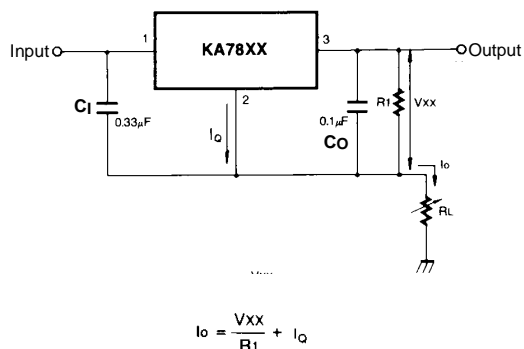 Input
1
KA78XX
3
Output
2
CI
0.33µF
IQ
0.1µF
CO
R1
VXX
IO
RL
IO = VXX / R1 + IQ